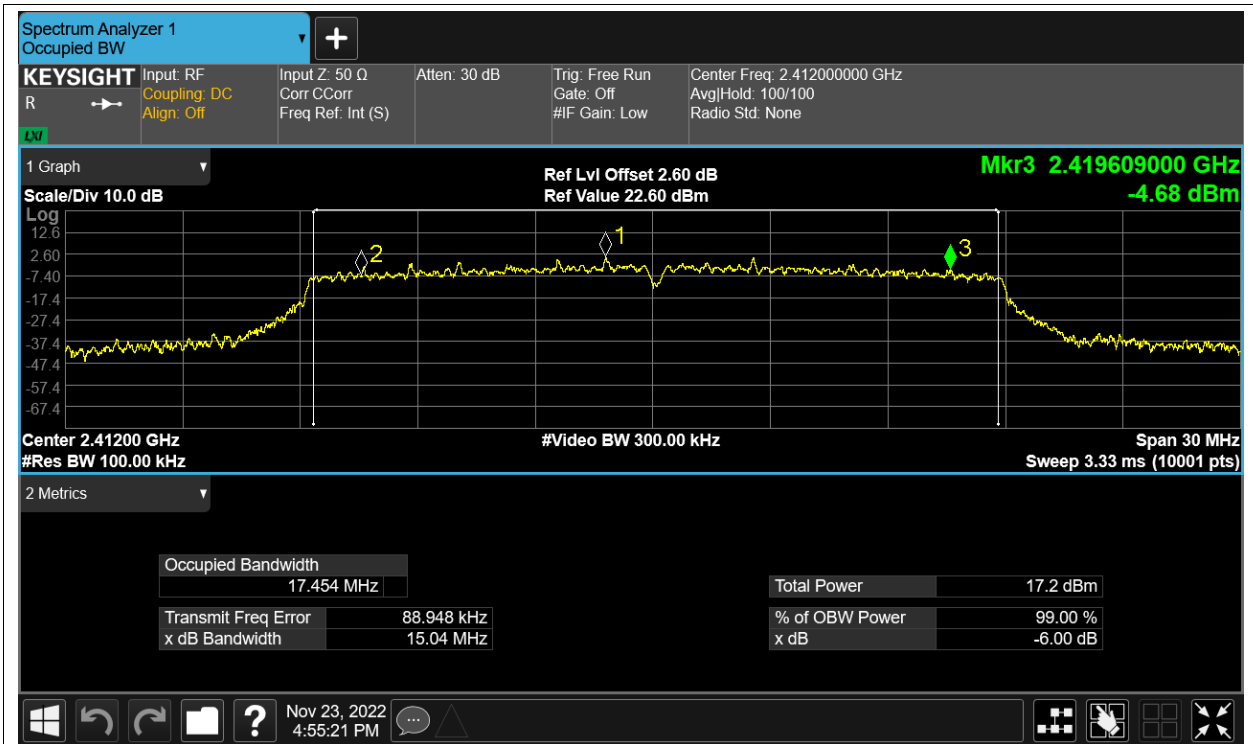 Spectrum Analyzer 1
Occupied BW
KEYSIGHT
R
LXI
Input: RF
Coupling: DC
Align: Off
Input Z: 50 Ω
Corr CCorr
Freq Ref: Int (S)
Atten: 30 dB
Trig: Free Run
Gate: Off
#IF Gain: Low
Center Freq: 2.412000000 GHz
Avg|Hold: 100/100
Radio Std: None
1 Graph
Scale/Div 10.0 dB
Ref Lvl Offset 2.60 dB
Ref Value 22.60 dBm
Mkr3 2.419609000 GHz
-4.68 dBm
Log
12.6
2.60
-7.40
-17.4
-27.4
-37.4
-47.4
-57.4
-67.4
2
1
3
Center 2.41200 GHz
#Res BW 100.00 kHz
#Video BW 300.00 kHz
Span 30 MHz
Sweep 3.33 ms (10001 pts)
2 Metrics
Occupied Bandwidth
17.454 MHz
Transmit Freq Error 88.948 kHz
x dB Bandwidth 15.04 MHz
Total Power 17.2 dBm
% of OBW Power 99.00 %
x dB -6.00 dB
?
Nov 23, 2022
4:55:21 PM